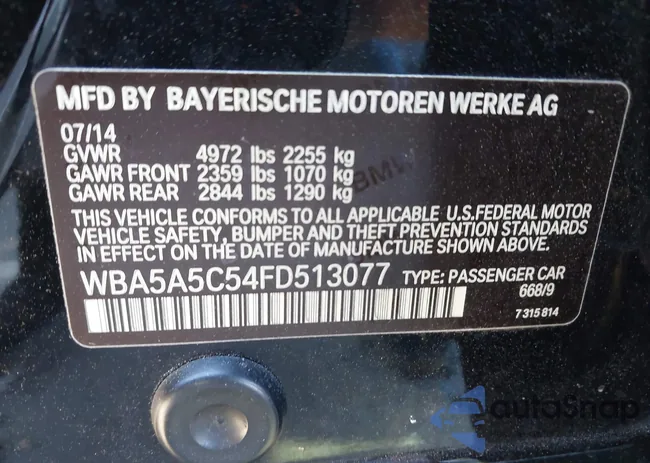 MFD BY BAYERISCHE MOTOREN WERKE AG
07/14
GVWR 4972 lbs 2255 kg
GAWR FRONT 2359 lbs 1070 kg
GAWR REAR 2844 lbs 1290 kg
THIS VEHICLE CONFORMS TO ALL APPLICABLE U.S.FEDERAL MOTOR
VEHICLE SAFETY, BUMPER AND THEFT PREVENTION STANDARDS
IN EFFECT ON THE DATE OF MANUFACTURE SHOWN ABOVE.
WBA5A5C54FD513077 TYPE: PASSENGER CAR
668/9
7 315 814
BMW
autoSnap